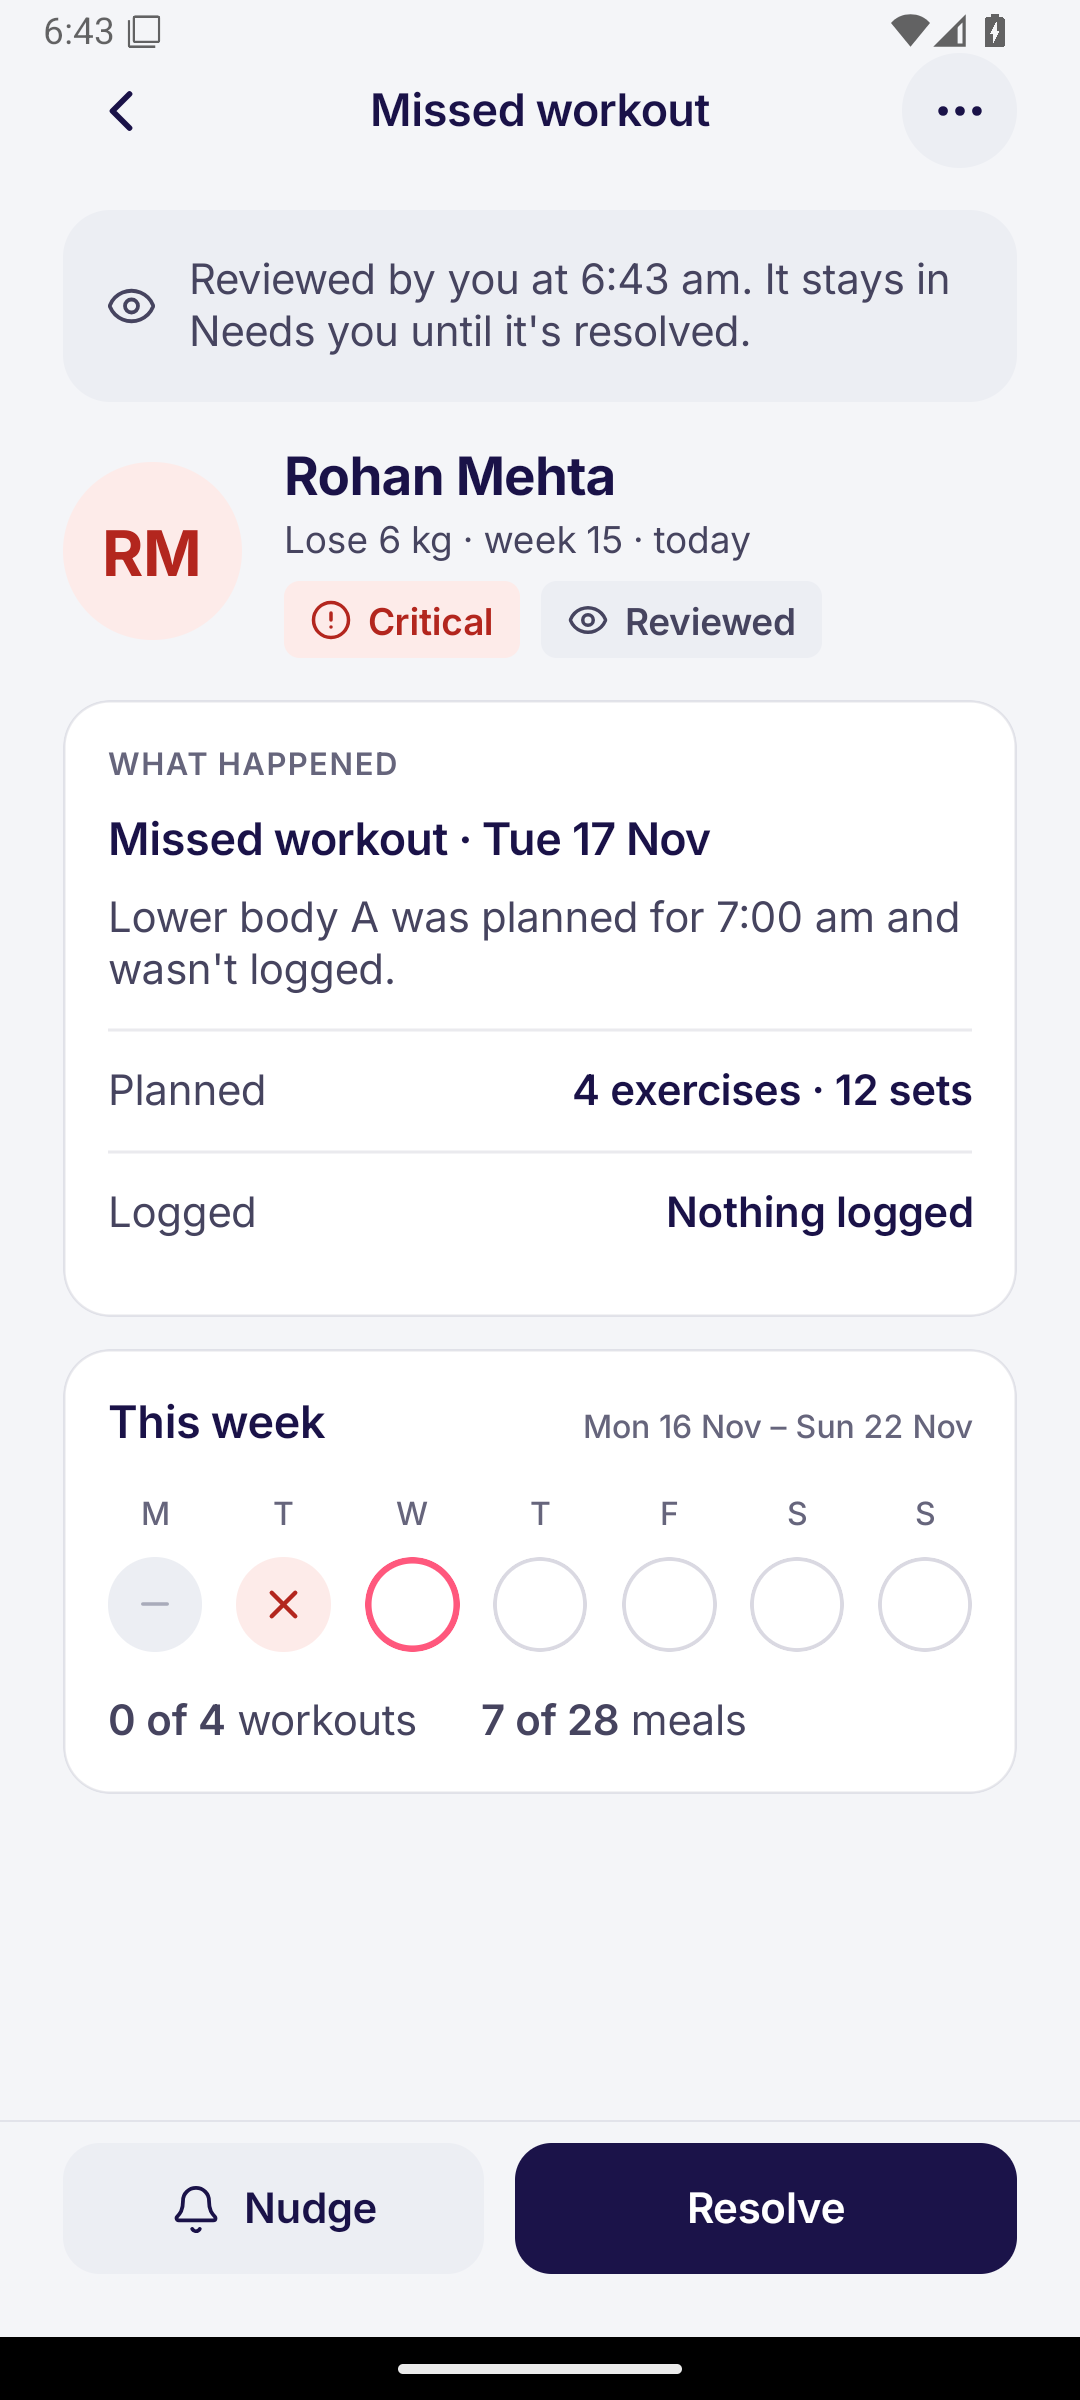 6:43
Missed workout
Reviewed by you at 6:43 am. It stays in
Needs you until it's resolved.
RM
Rohan Mehta
Lose 6 kg · week 15 · today
Critical
Reviewed
WHAT HAPPENED
Missed workout · Tue 17 Nov
Lower body A was planned for 7:00 am and
wasn't logged.
Planned
4 exercises · 12 sets
Logged
Nothing logged
This week
Mon 16 Nov – Sun 22 Nov
M T W T F S S
0 of 4 workouts
7 of 28 meals
Nudge
Resolve